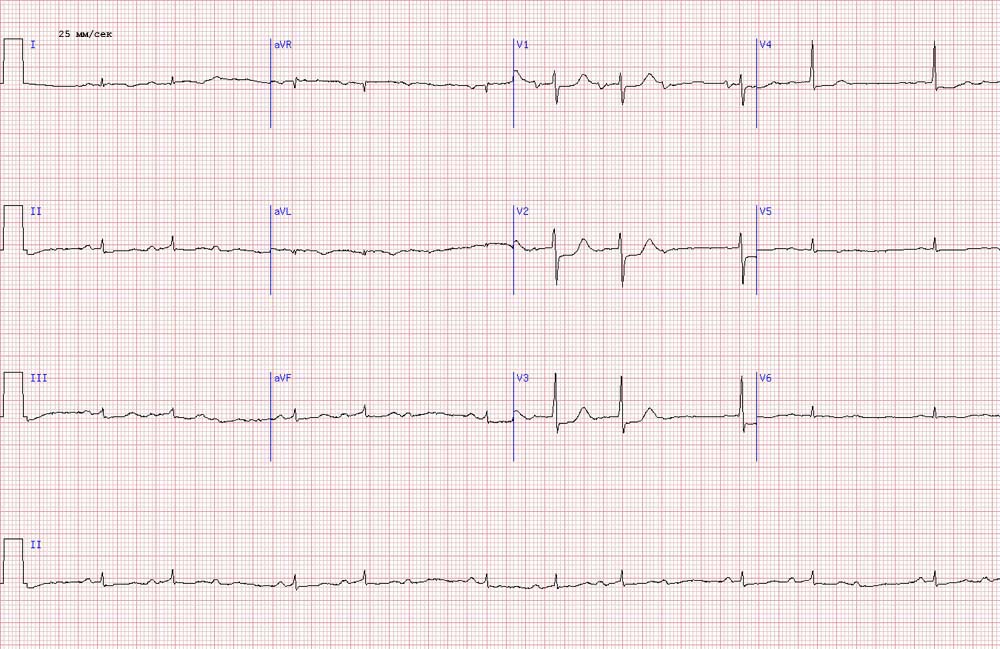 25 мм/сек
I aVR V1 V4
II aVL V2 V5
III aVF V3 V6
II